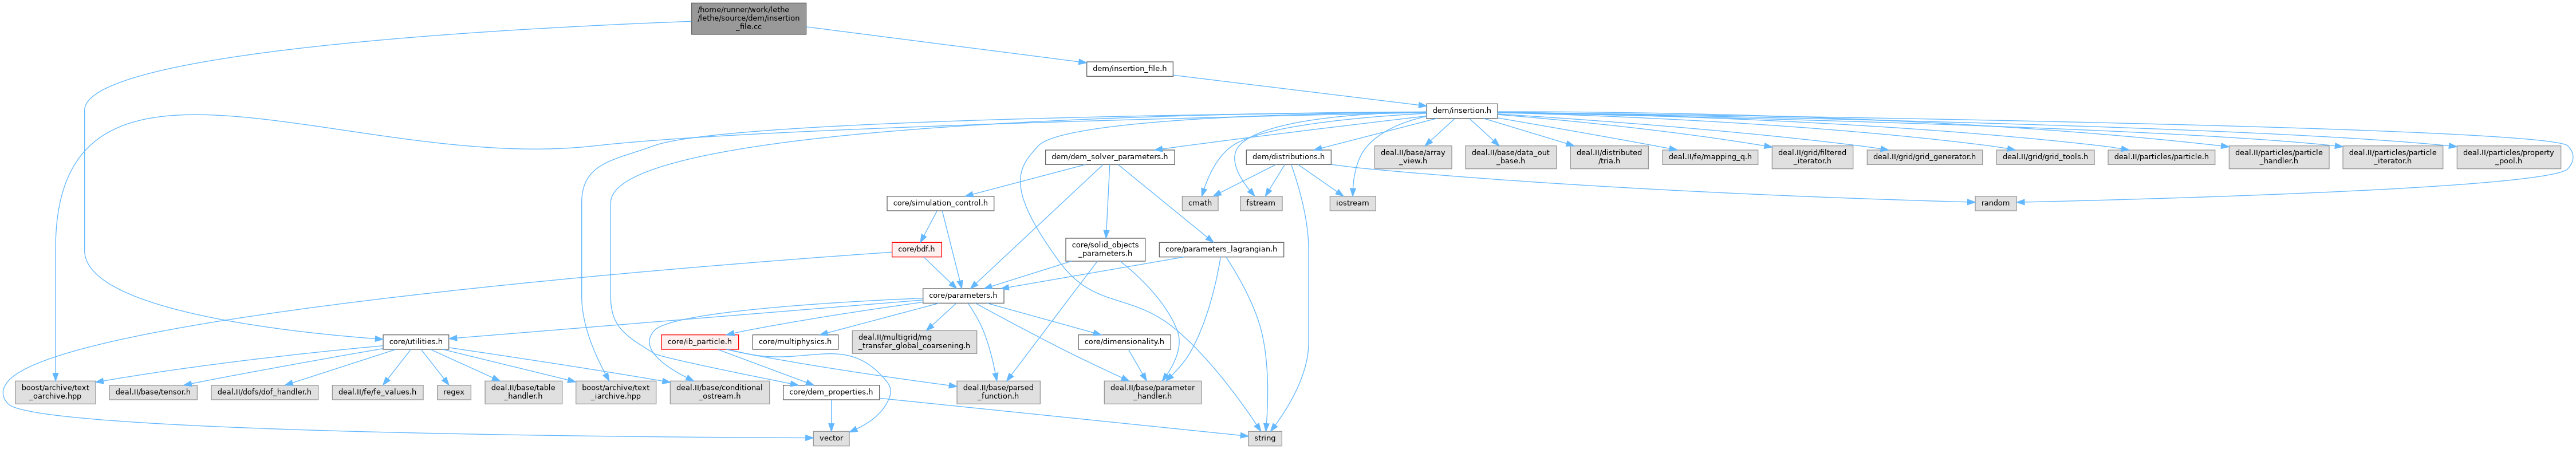 /home/runner/work/lethe
/lethe/source/dem/insertion
_file.cc
dem/insertion_file.h
dem/insertion.h
dem/dem_solver_parameters.h
dem/distributions.h
deal.II/base/array
_view.h
deal.II/base/data_out
_base.h
deal.II/distributed
/tria.h
deal.II/fe/mapping_q.h
deal.II/grid/filtered
_iterator.h
deal.II/grid/grid_generator.h
deal.II/grid/grid_tools.h
deal.II/particles/particle.h
deal.II/particles/particle
_handler.h
deal.II/particles/particle
_iterator.h
deal.II/particles/property
_pool.h
core/simulation_control.h
cmath
fstream
iostream
random
core/bdf.h
core/solid_objects
_parameters.h
core/parameters_lagrangian.h
core/parameters.h
core/utilities.h
core/ib_particle.h
core/multiphysics.h
deal.II/multigrid/mg
_transfer_global_coarsening.h
core/dimensionality.h
boost/archive/text
_oarchive.hpp
deal.II/base/tensor.h
deal.II/dofs/dof_handler.h
deal.II/fe/fe_values.h
regex
deal.II/base/table
_handler.h
boost/archive/text
_iarchive.hpp
deal.II/base/conditional
_ostream.h
core/dem_properties.h
deal.II/base/parsed
_function.h
deal.II/base/parameter
_handler.h
vector
string